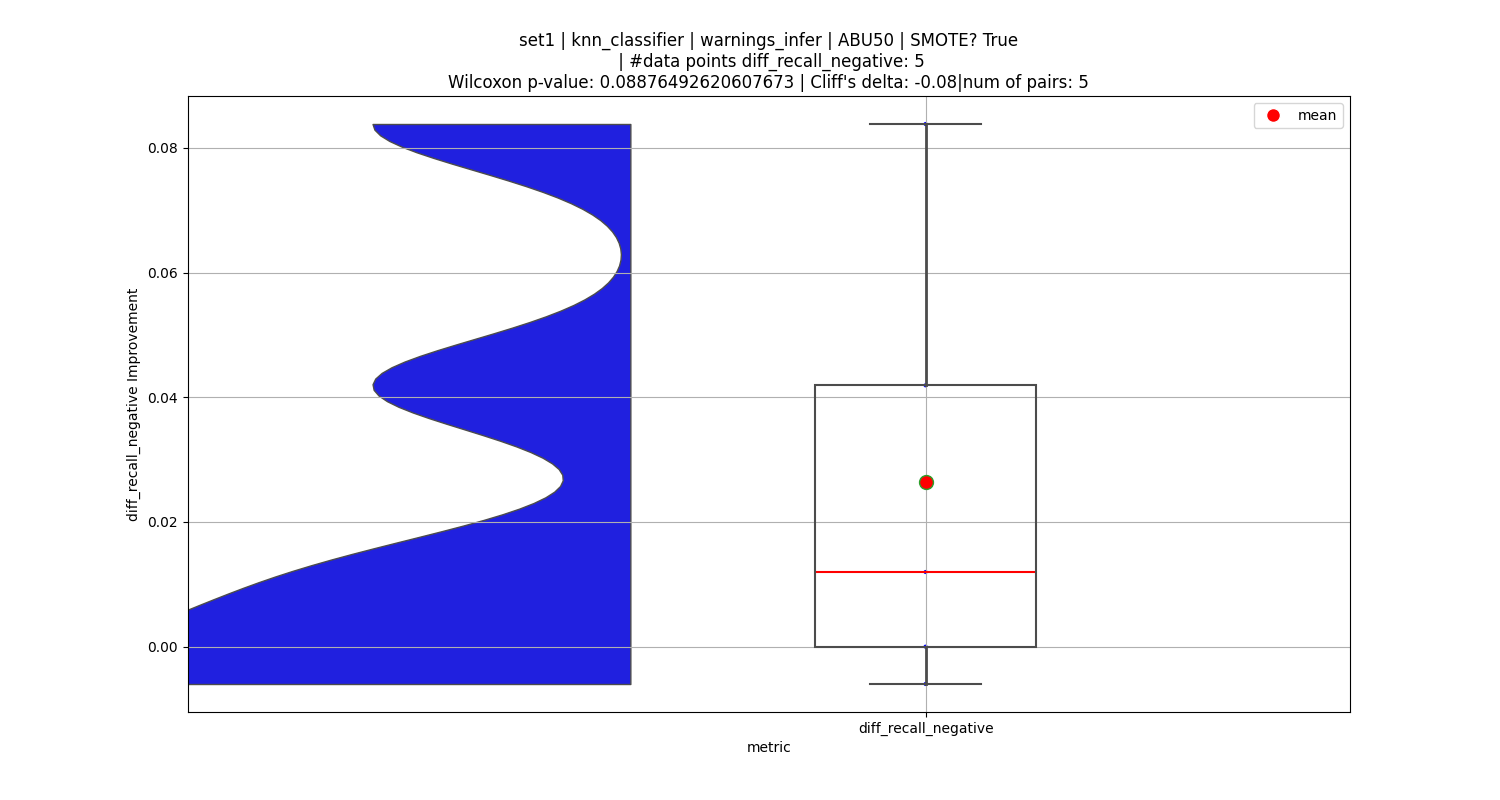 set1 | knn_classifier | warnings_infer | ABU50 | SMOTE? True
| #data points diff_recall_negative: 5
Wilcoxon p-value: 0.08876492620607673 | Cliff's delta: -0.08|num of pairs: 5
mean
0.08
0.06
0.04
0.02
0.00
diff_recall_negative Improvement
diff_recall_negative
metric